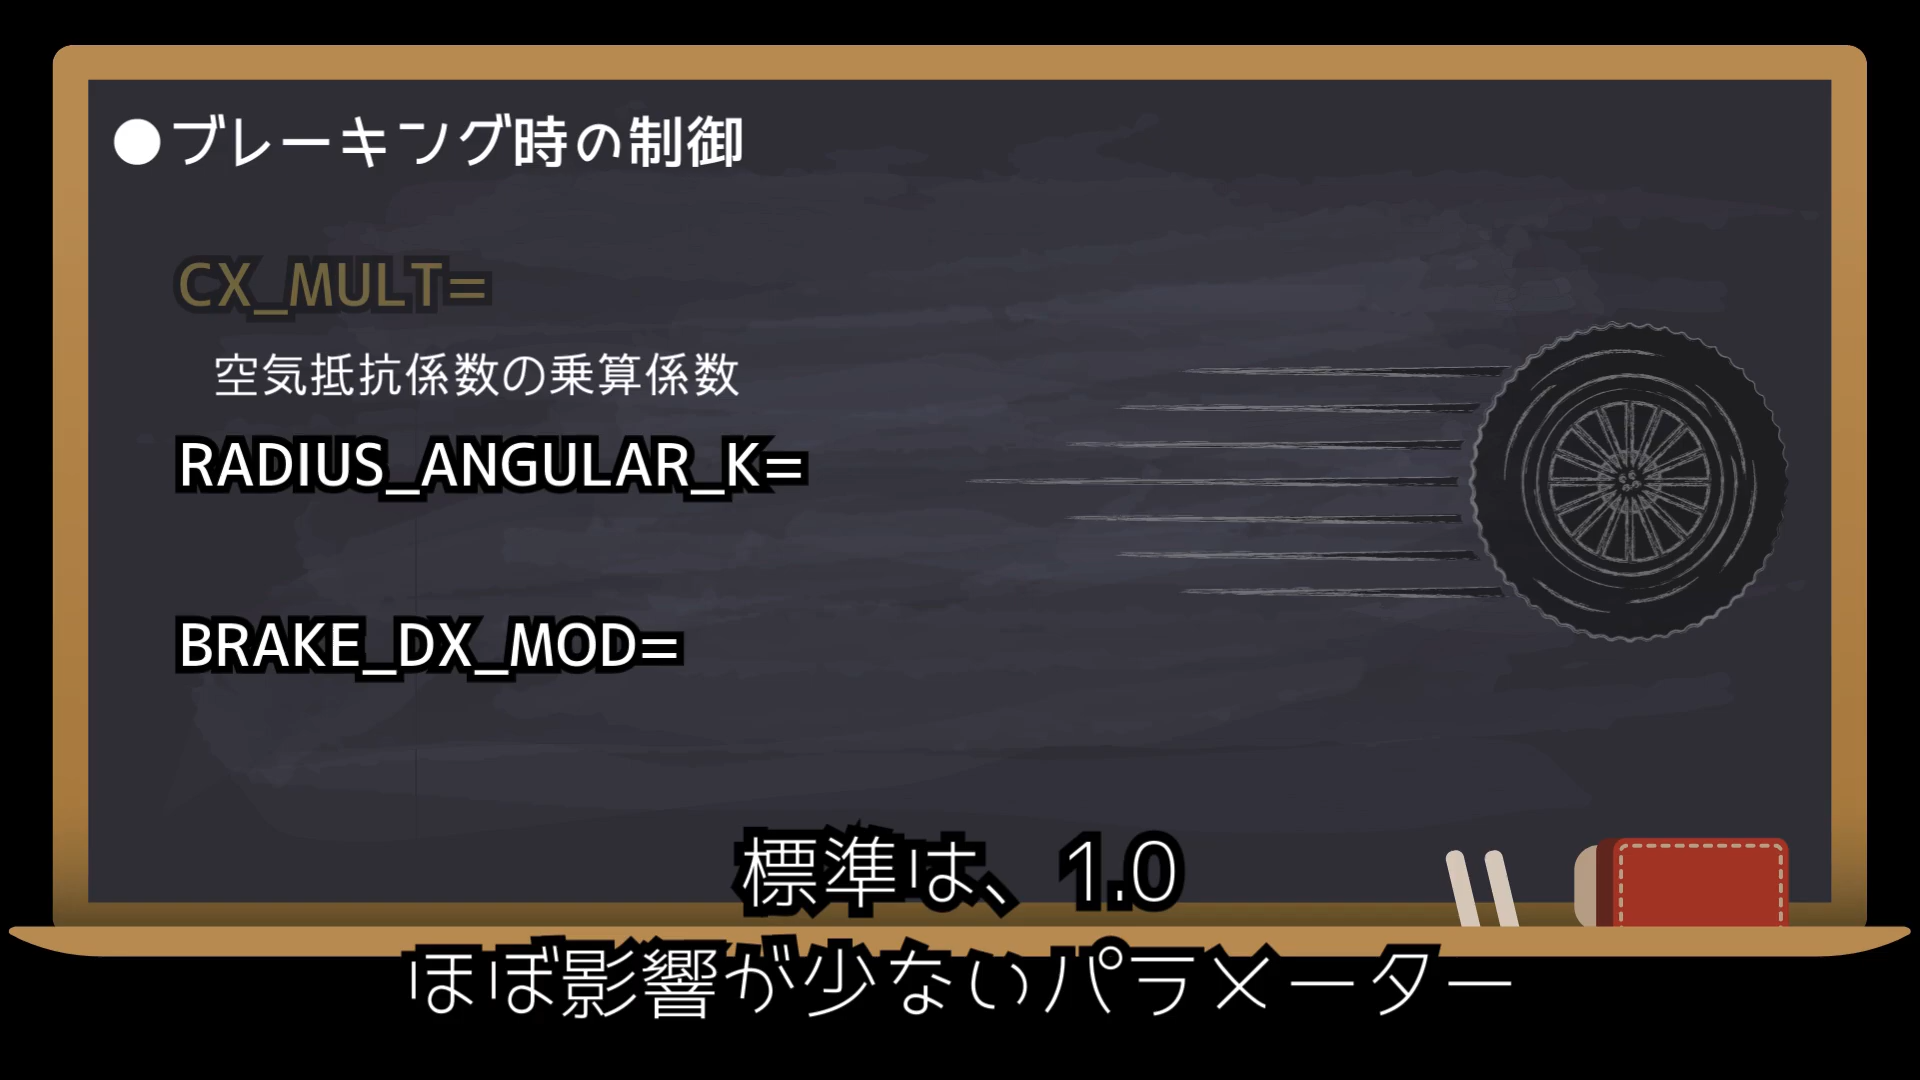 ●ブレーキング時の制御
CX_MULT=
空気抵抗係数の乗算係数
RADIUS_ANGULAR_K=
BRAKE_DX_MOD=
標準は、1.0
ほぼ影響が少ないパラメーター